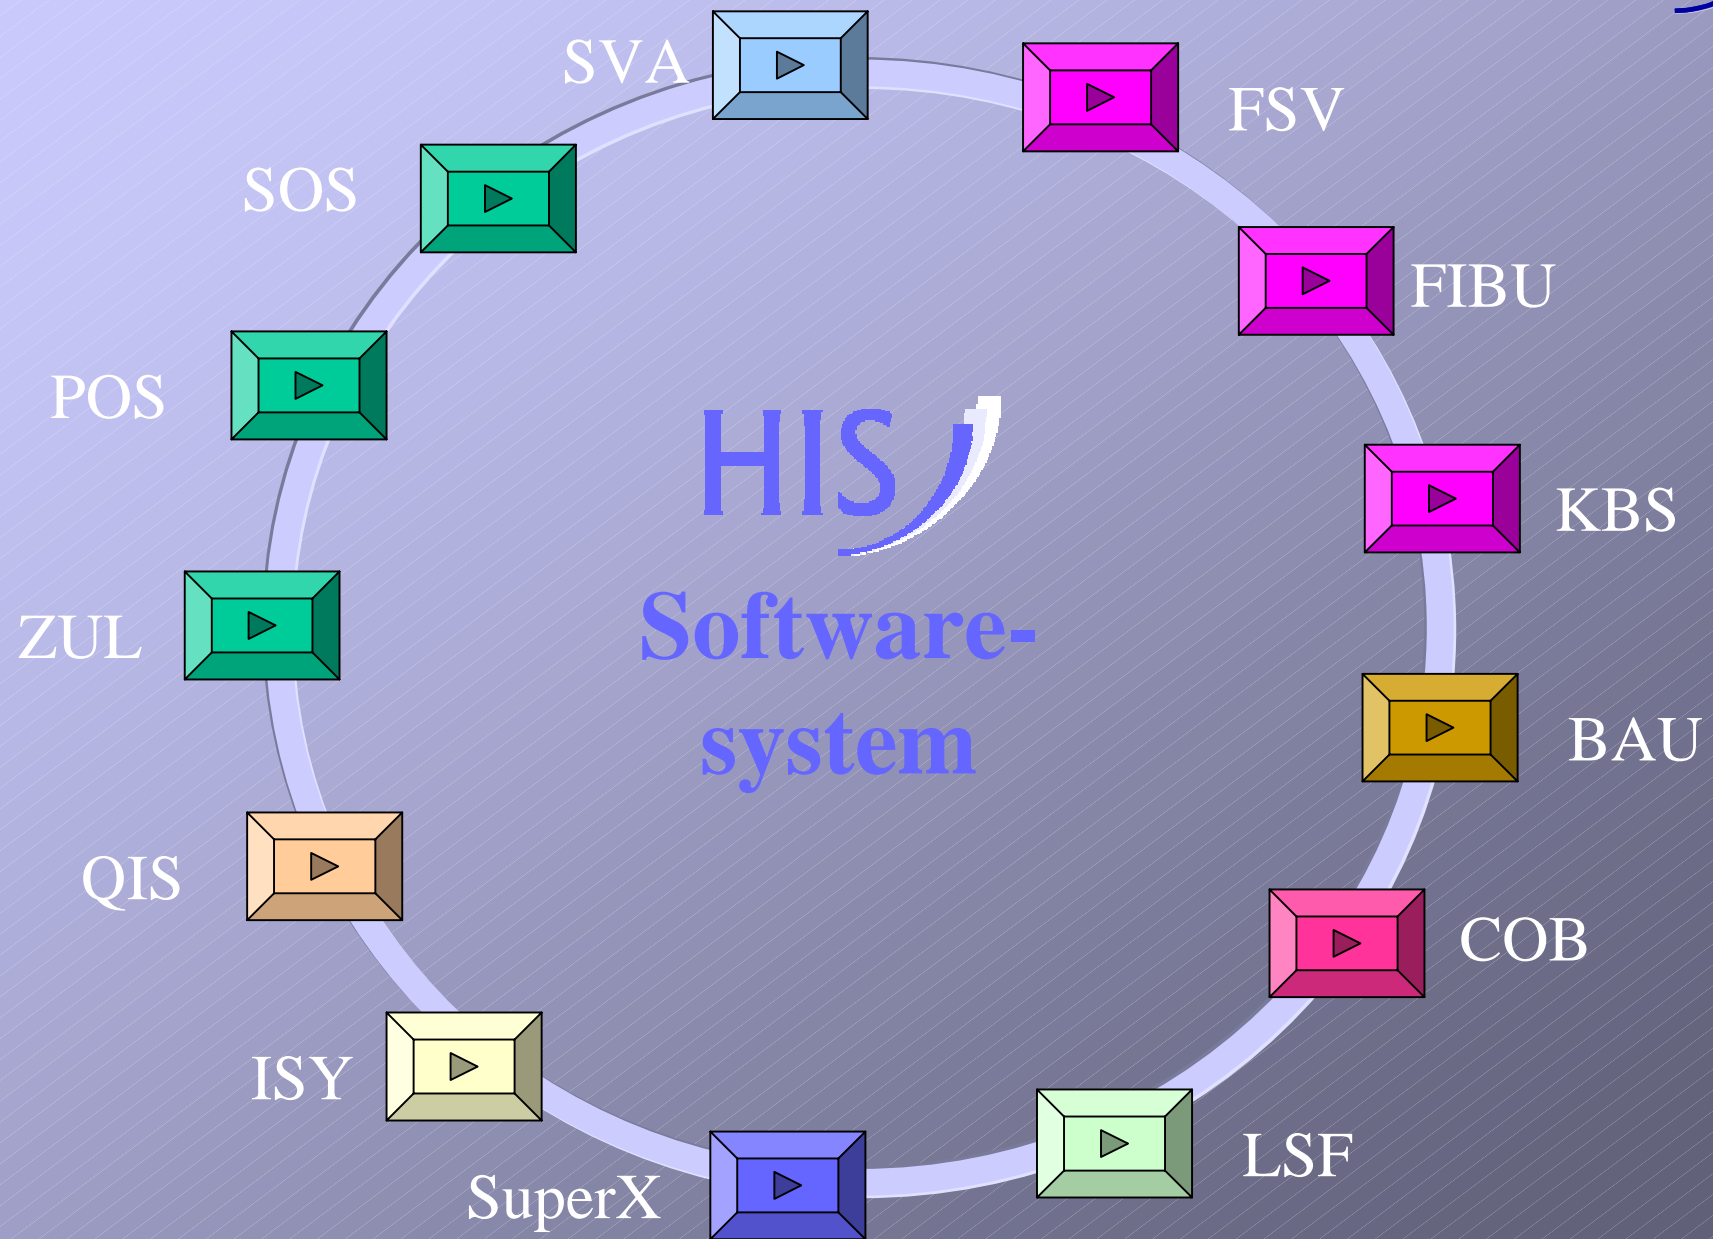 SVA
FSV
SOS
FIBU
POS
HIS
KBS
Software-
system
ZUL
BAU
QIS
COB
ISY
LSF
SuperX